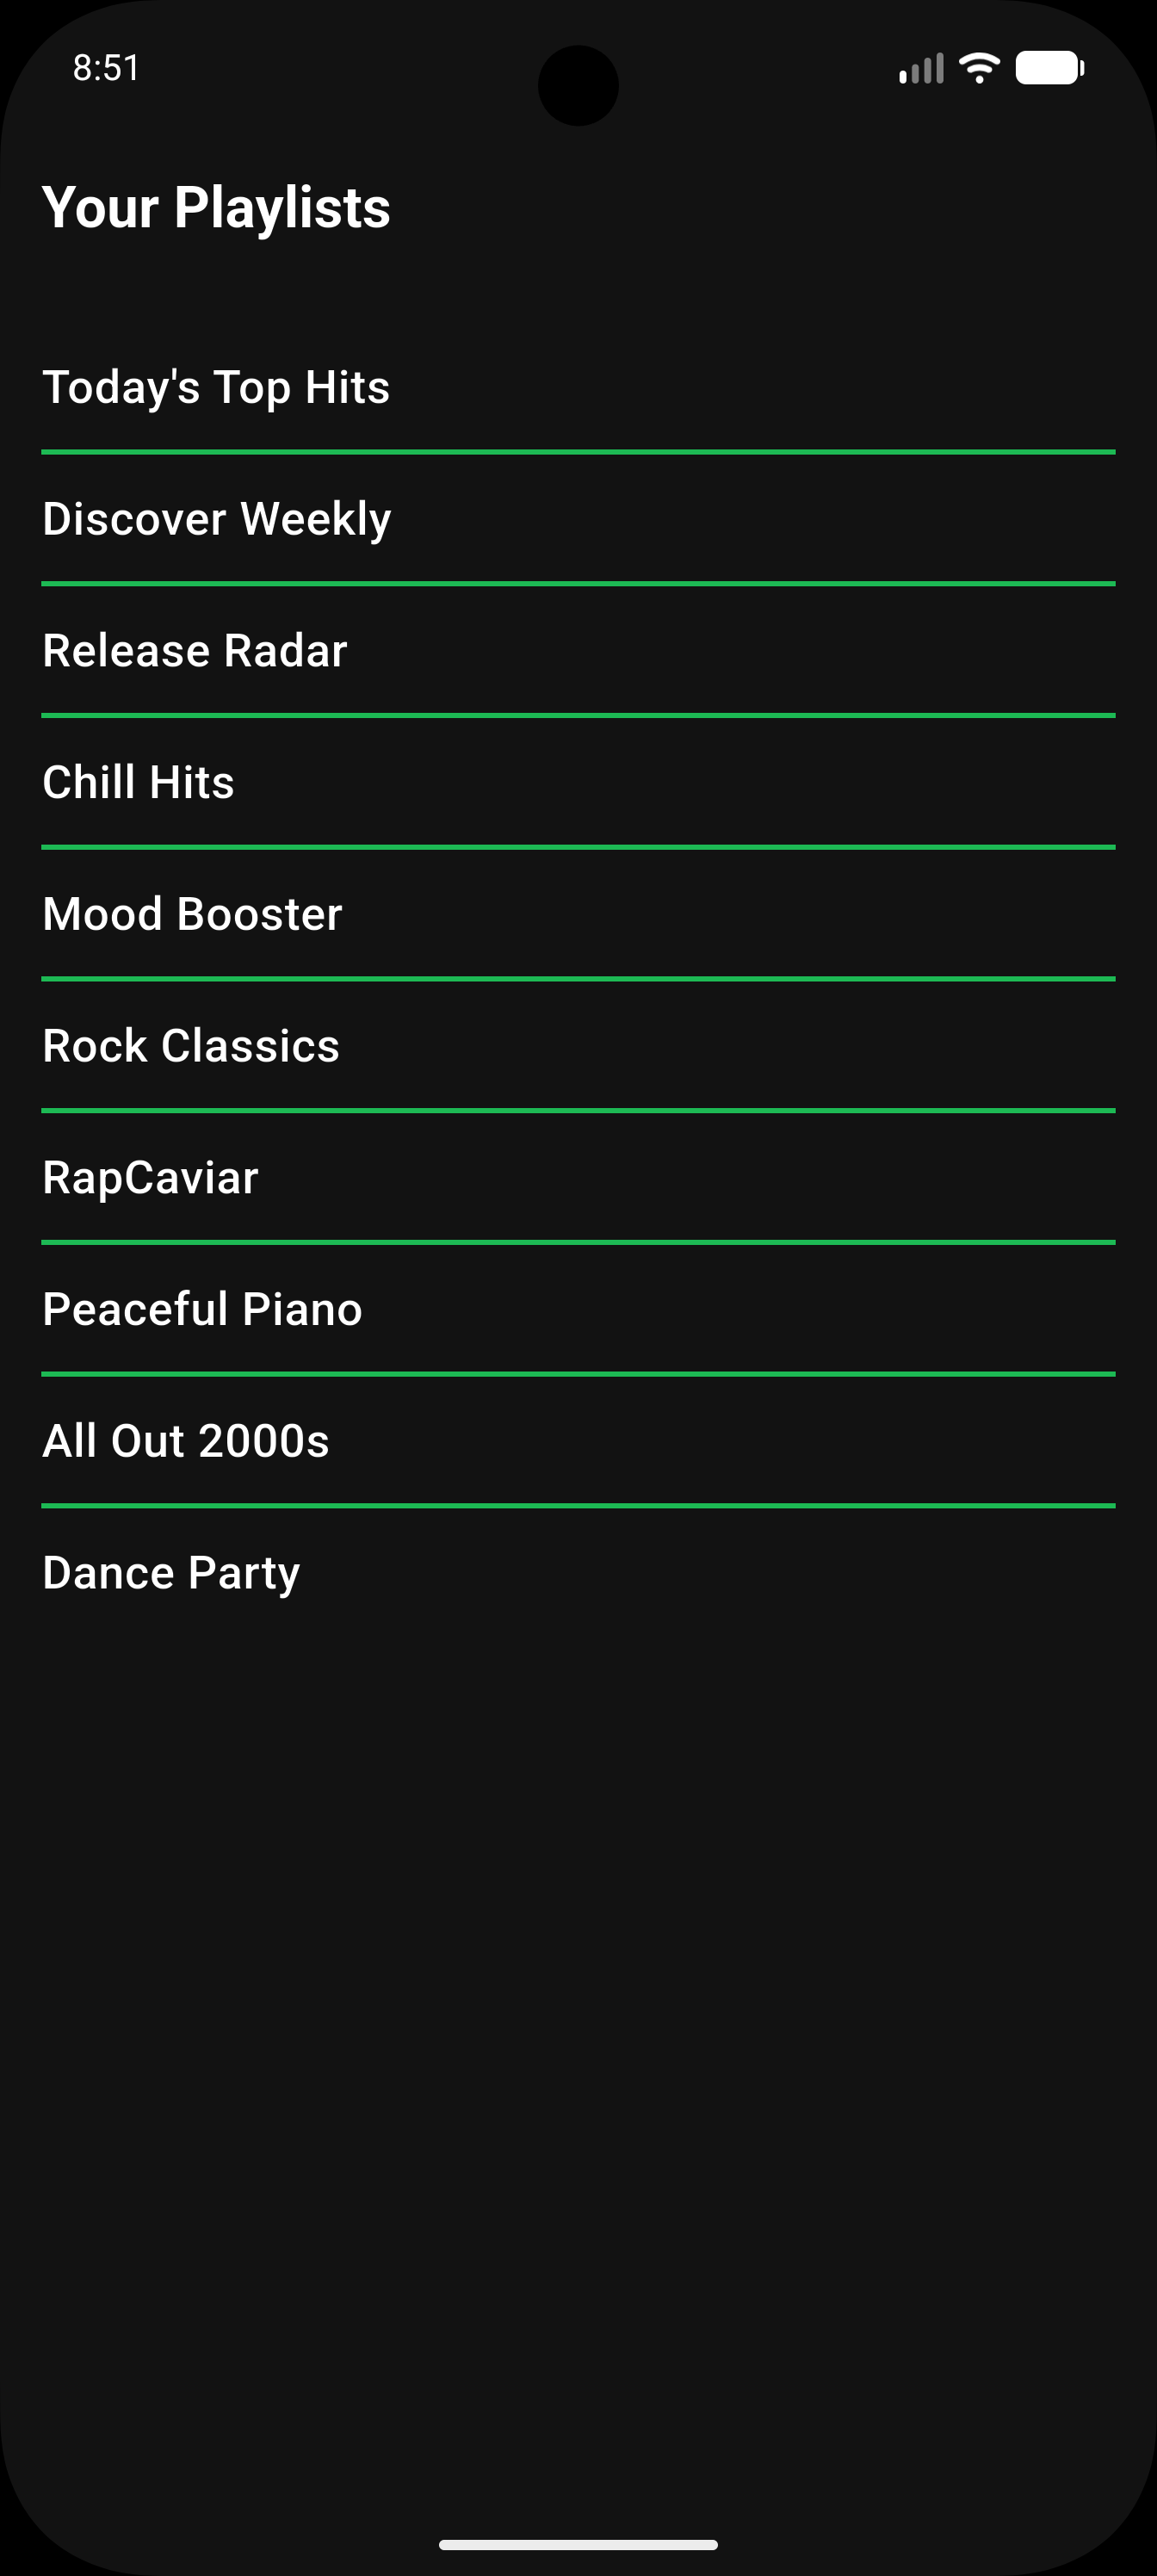 8:51
Your Playlists
Today's Top Hits
Discover Weekly
Release Radar
Chill Hits
Mood Booster
Rock Classics
RapCaviar
Peaceful Piano
All Out 2000s
Dance Party